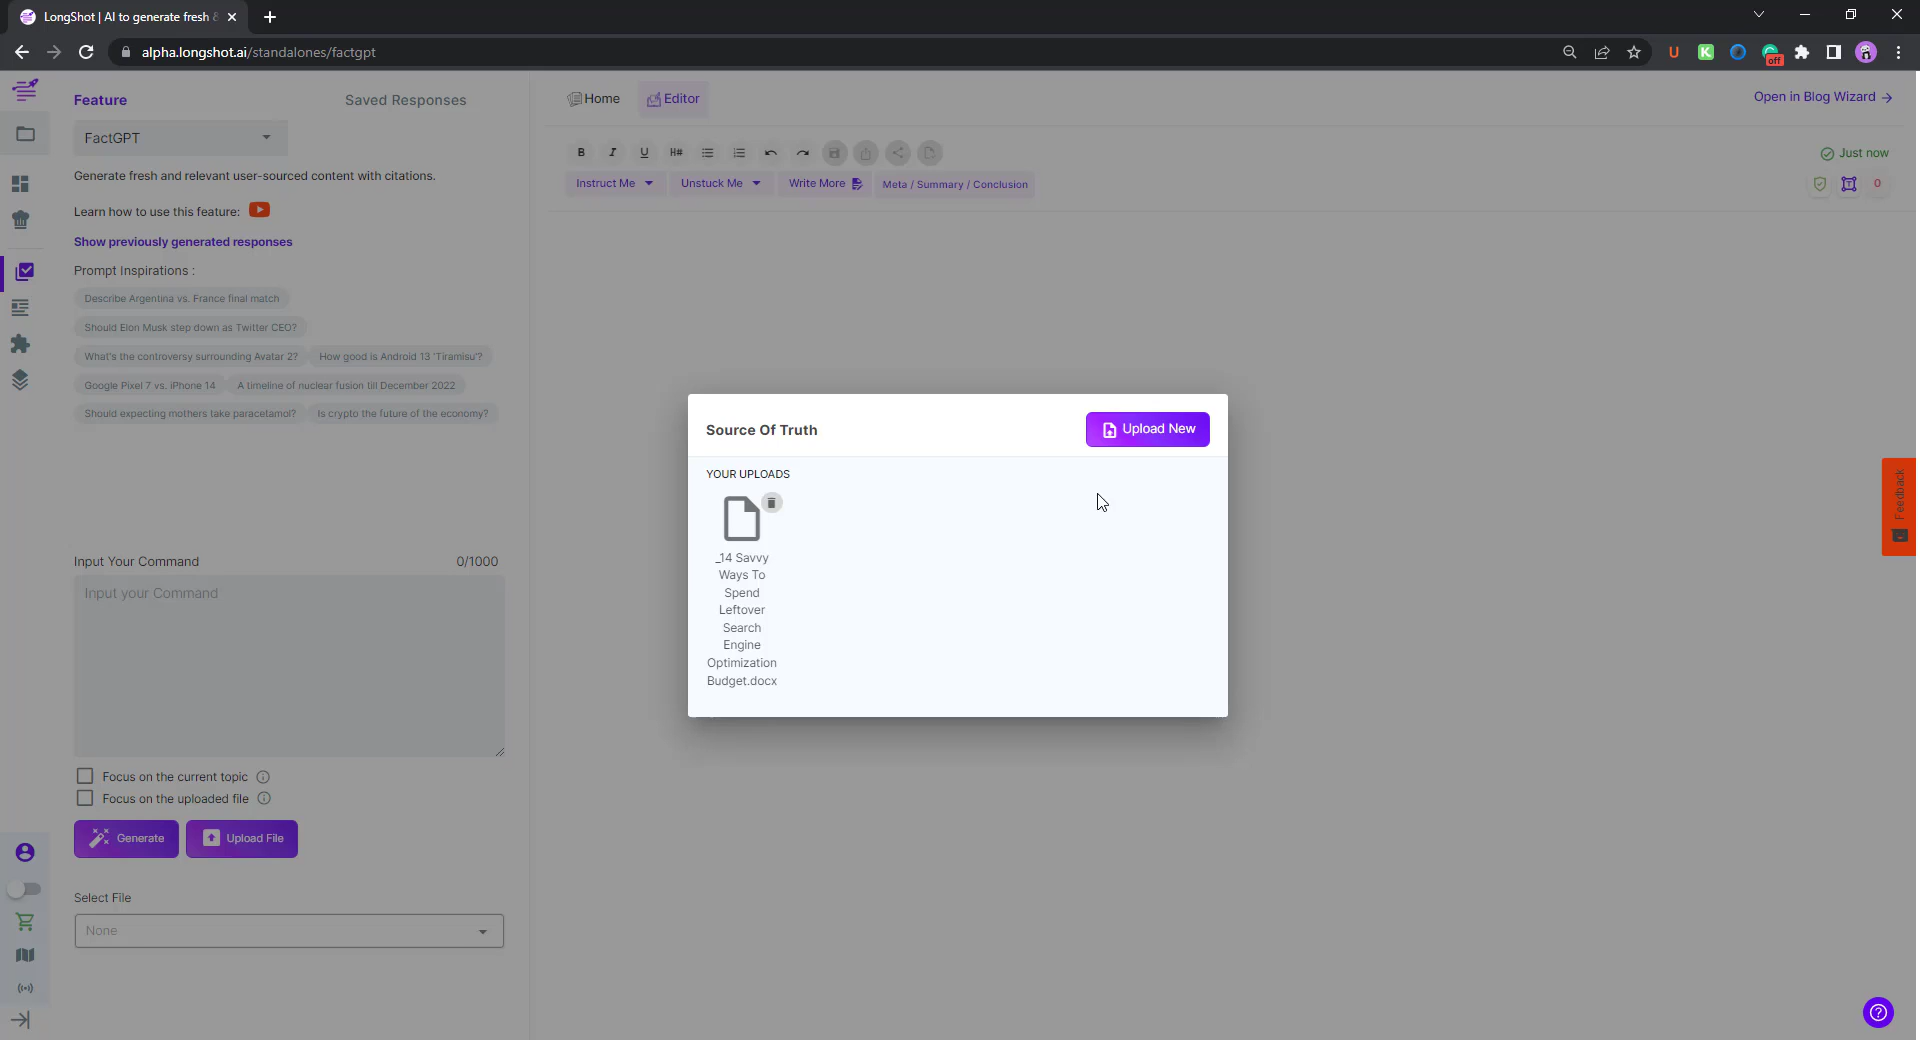 LongShot | AI to generate fresh &
alpha.longshot.ai/standalones/factgpt
U
K
off
Feature
Saved Responses
Home
Editor
Open in Blog Wizard →
FactGPT
B I U H#
Just now
Generate fresh and relevant user-sourced content with citations.
Instruct Me
Unstuck Me
Write More
Meta / Summary / Conclusion
T
0
Learn how to use this feature:
Show previously generated responses
Prompt Inspirations :
Describe Argentina vs. France final match
Should Elon Musk step down as Twitter CEO?
What's the controversy surrounding Avatar 2?
How good is Android 13 'Tiramisu'?
Google Pixel 7 vs. iPhone 14
A timeline of nuclear fusion till December 2022
Should expecting mothers take paracetamol?
Is crypto the future of the economy?
Source Of Truth
Upload New
YOUR UPLOADS
_14 Savvy
Ways To
Spend
Leftover
Search
Engine
Optimization
Budget.docx
Feedback
Input Your Command
0/1000
Input your Command
Focus on the current topic
Focus on the uploaded file
Generate
Upload File
Select File
None